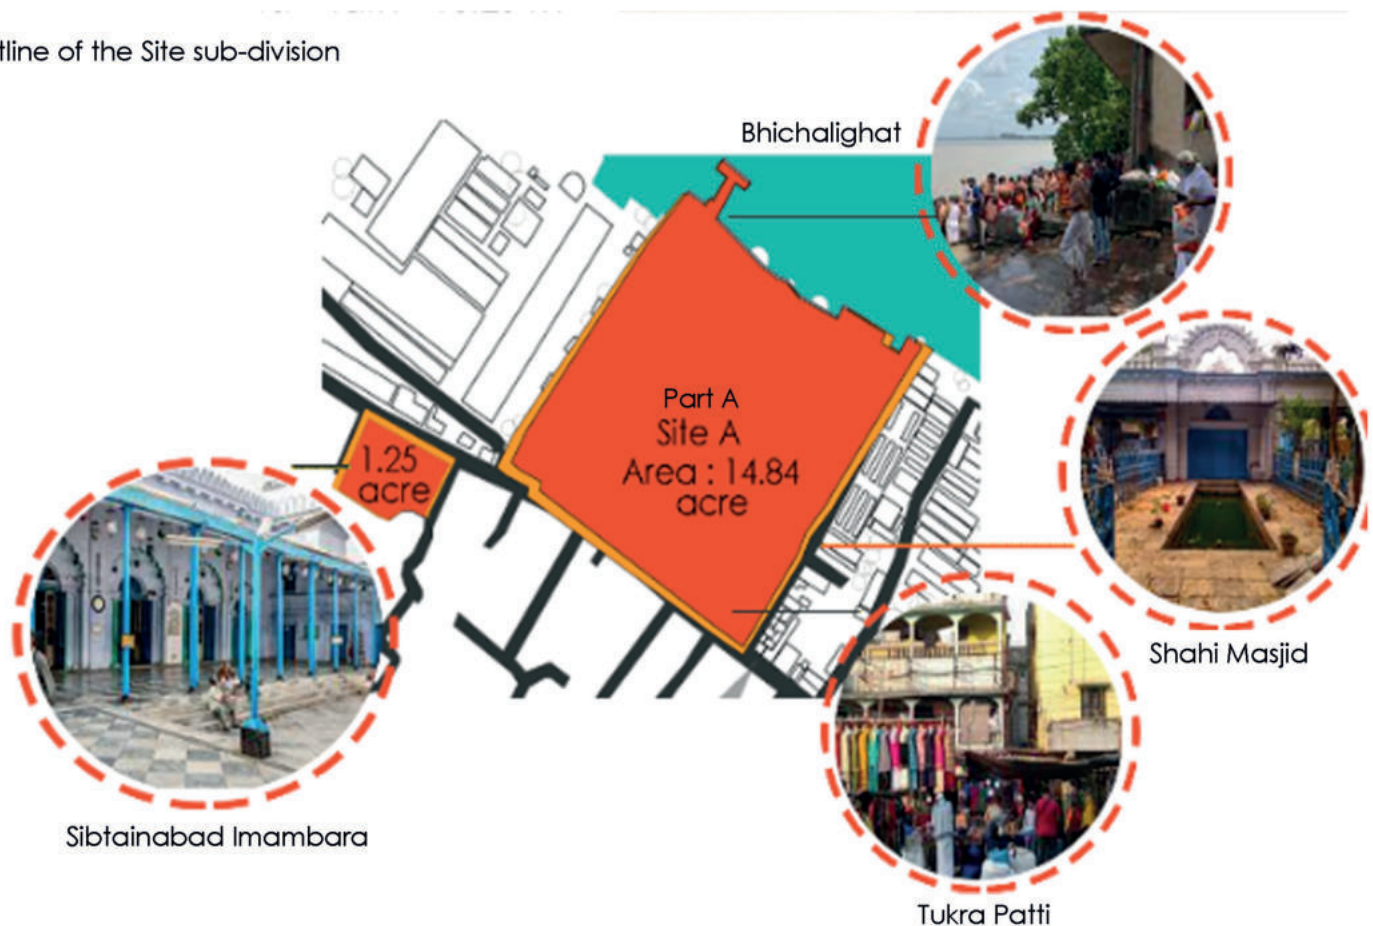 tline of the Site sub-division
Bhichalighat
Part A
Site A
Area : 14.84
acre
1.25
acre
Shahi Masjid
Sibtainabad Imambara
Tukra Patti